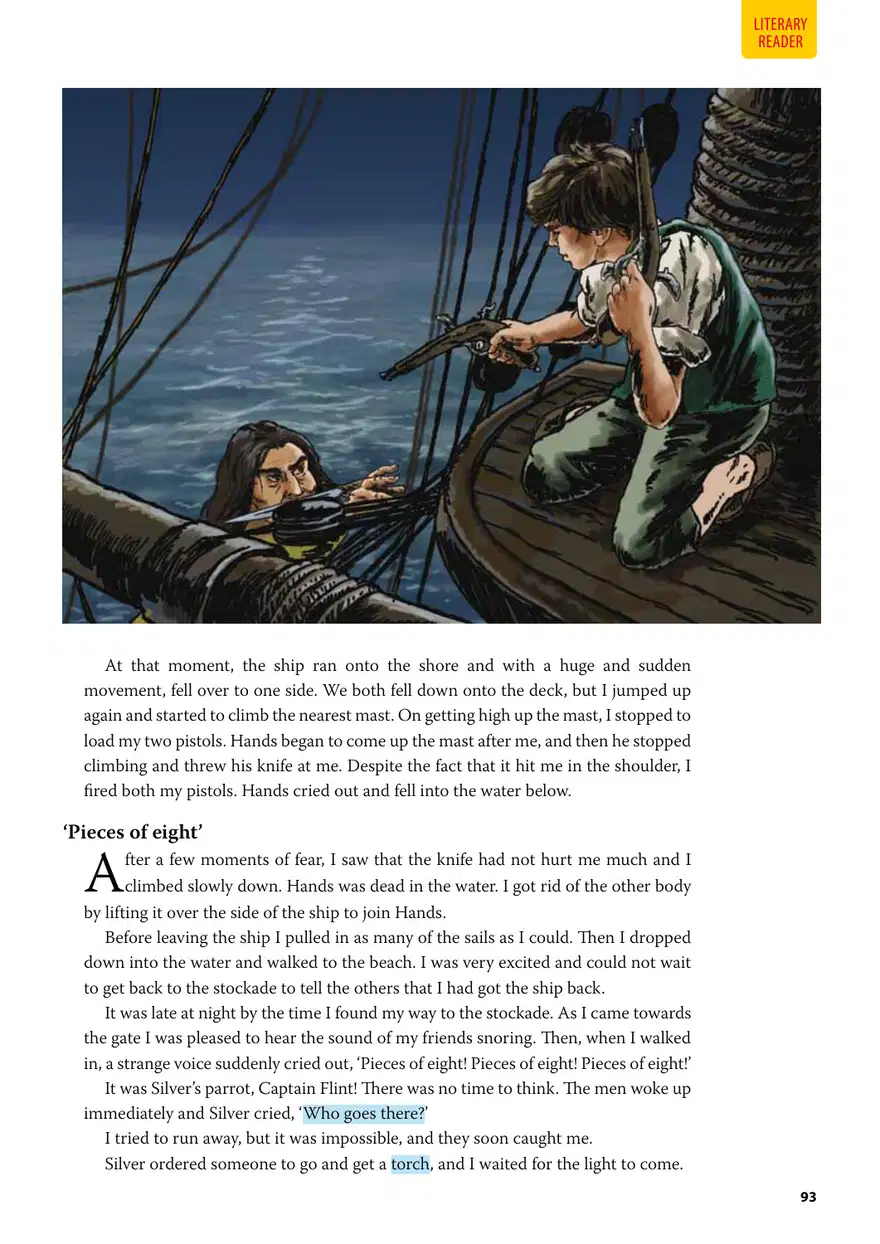 LITERARY
READER
At that moment, the ship ran onto the shore and with a huge and sudden
movement, fell over to one side. We both fell down onto the deck, but I jumped up
again and started to climb the nearest mast. On getting high up the mast, I stopped to
load my two pistols. Hands began to come up the mast after me, and then he stopped
climbing and threw his knife at me. Despite the fact that it hit me in the shoulder, I
fired both my pistols. Hands cried out and fell into the water below.
‘Pieces of eight’
After a few moments of fear, I saw that the knife had not hurt me much and I
climbed slowly down. Hands was dead in the water. I got rid of the other body
by lifting it over the side of the ship to join Hands.
Before leaving the ship I pulled in as many of the sails as I could. Then I dropped
down into the water and walked to the beach. I was very excited and could not wait
to get back to the stockade to tell the others that I had got the ship back.
It was late at night by the time I found my way to the stockade. As I came towards
the gate I was pleased to hear the sound of my friends snoring. Then, when I walked
in, a strange voice suddenly cried out, ‘Pieces of eight! Pieces of eight! Pieces of eight!’
It was Silver’s parrot, Captain Flint! There was no time to think. The men woke up
immediately and Silver cried, ‘Who goes there?’
I tried to run away, but it was impossible, and they soon caught me.
Silver ordered someone to go and get a torch, and I waited for the light to come.
93